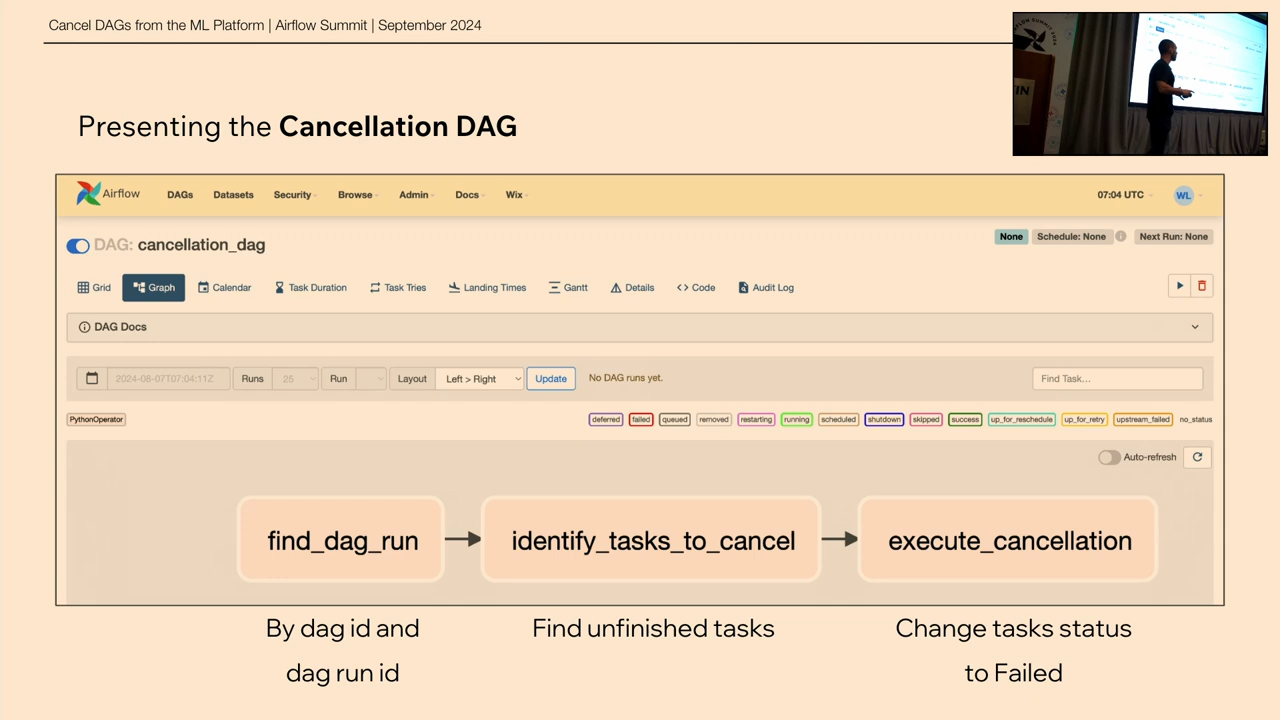 Cancel DAGs from the ML Platform | Airflow Summit | September 2024
Presenting the Cancellation DAG
Airflow DAGs Datasets Security Browse Admin Docs Wix 07:04 UTC WL
DAG: cancellation_dag None Schedule: None Next Run: None
Grid Graph Calendar Task Duration Task Tries Landing Times Gantt Details <> Code Audit Log
DAG Docs
2024-08-07T07:04:11Z Runs 25 Run Layout Left > Right Update No DAG runs yet. Find Task...
PythonOperator deferred failed queued removed restarting running scheduled shutdown skipped success up_for_reschedule up_for_retry upstream_failed no_status
Auto-refresh
find_dag_run identify_tasks_to_cancel execute_cancellation
By dag id and
dag run id
Find unfinished tasks
Change tasks status
to Failed